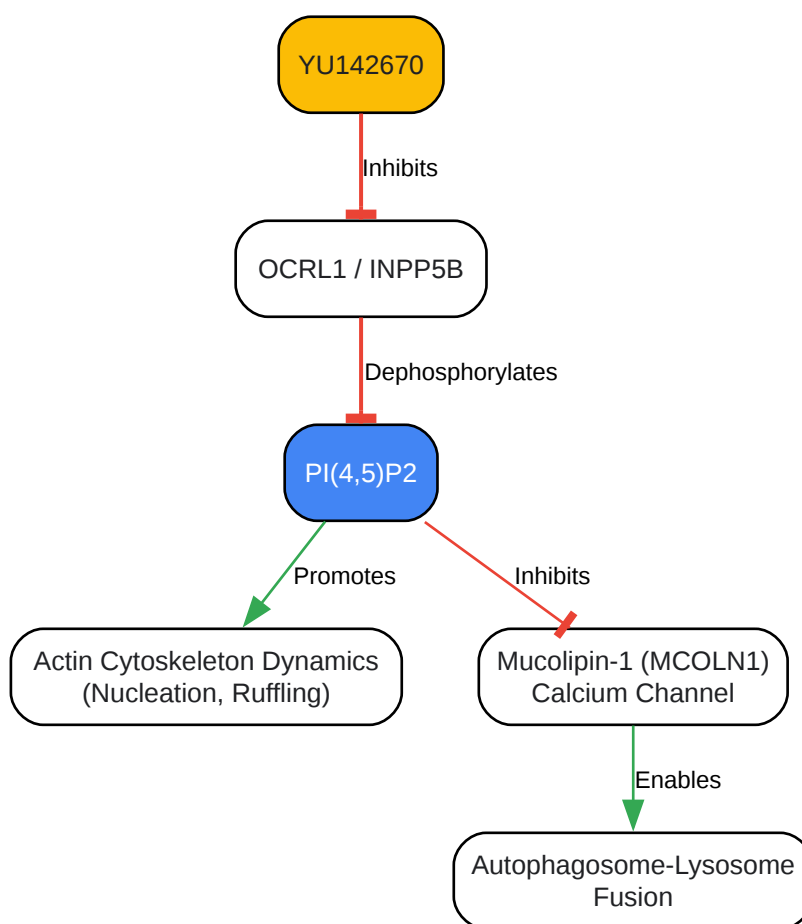 YU142670
Inhibits
OCRL1 / INPP5B
Dephosphorylates
PI(4,5)P2
Promotes
Inhibits
Actin Cytoskeleton Dynamics
(Nucleation, Ruffling)
Mucolipin-1 (MCOLN1)
Calcium Channel
Enables
Autophagosome-Lysosome
Fusion